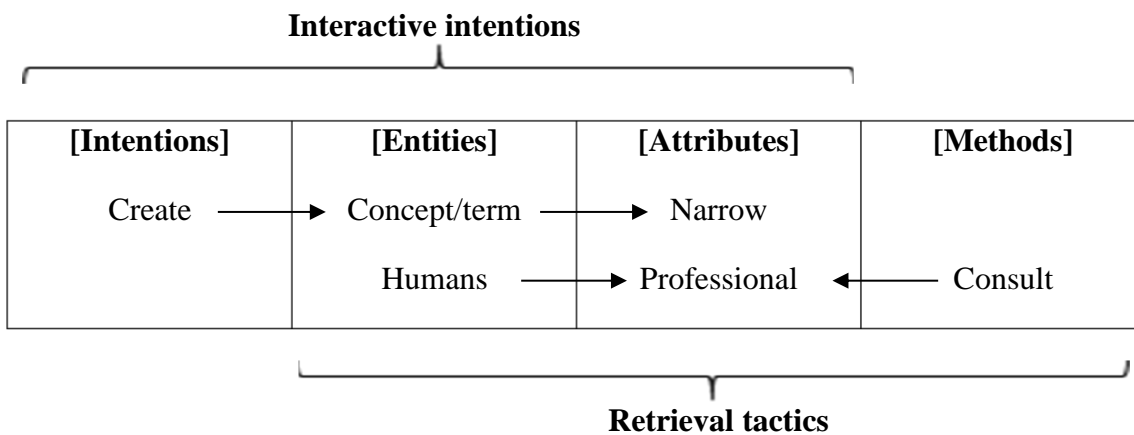 Interactive intentions
[Intentions] [Entities] [Attributes] [Methods]
Create Concept/term Narrow
Humans Professional Consult
Retrieval tactics